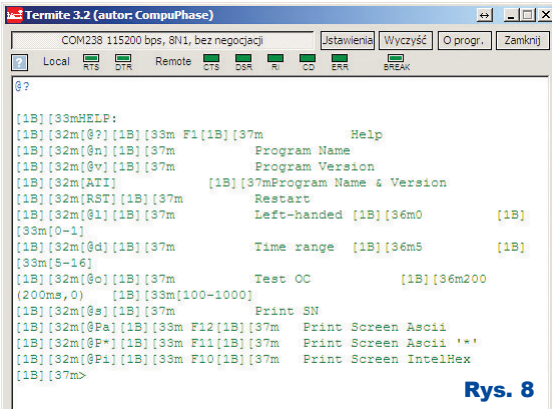 Termite 3.2 (autor: CompuPhase)
COM238 115200 bps, 8N1, bez negocjacji Ustawienia Wyczyść O progr. Zamknij
? Local RTS DTR Remote CTS DSR RI CD ERR BREAK
@?
[1B][33mHELP:
[1B][32m[@?][1B][33m F1[1B][37m Help
[1B][32m[@n][1B][37m Program Name
[1B][32m[@v][1B][37m Program Version
[1B][32m[ATI] [1B][37mProgram Name & Version
[1B][32m[RST][1B][37m Restart
[1B][32m[@l][1B][37m Left-handed [1B][36m0 [1B]
[33m[0-1]
[1B][32m[@d][1B][37m Time range [1B][36m5 [1B]
[33m[5-16]
[1B][32m[@o][1B][37m Test OC [1B][36m200
(200ms,0) [1B][33m[100-1000]
[1B][32m[@s][1B][37m Print SN
[1B][32m[@Pa][1B][33m F12[1B][37m Print Screen Ascii
[1B][32m[@P*][1B][33m F11[1B][37m Print Screen Ascii '*'
[1B][32m[@Pi][1B][33m F10[1B][37m Print Screen IntelHex
[1B][37m>
Rys. 8